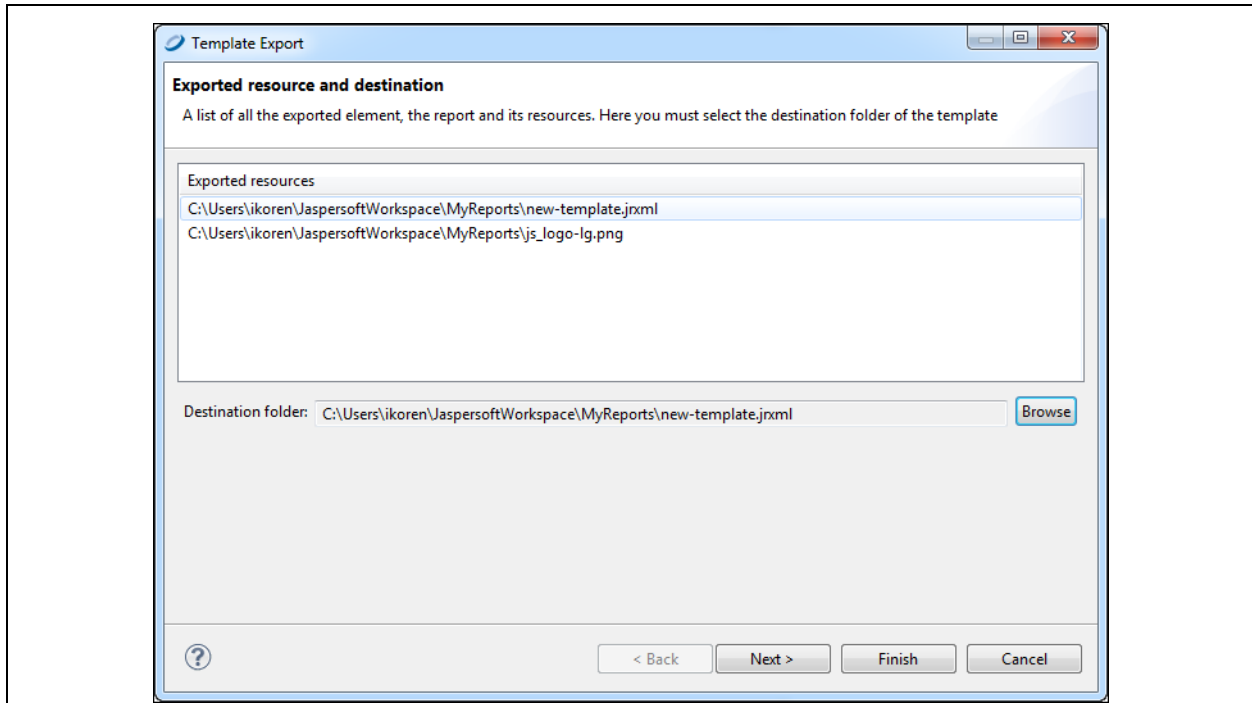 Template Export
Exported resource and destination
A list of all the exported element, the report and its resources. Here you must select the destination folder of the template
Exported resources
C:\Users\ikoren\JaspersoftWorkspace\MyReports\new-template.jrxml
C:\Users\ikoren\JaspersoftWorkspace\MyReports\js_logo-lg.png
Destination folder: C:\Users\ikoren\JaspersoftWorkspace\MyReports\new-template.jrxml Browse
? < Back Next > Finish Cancel